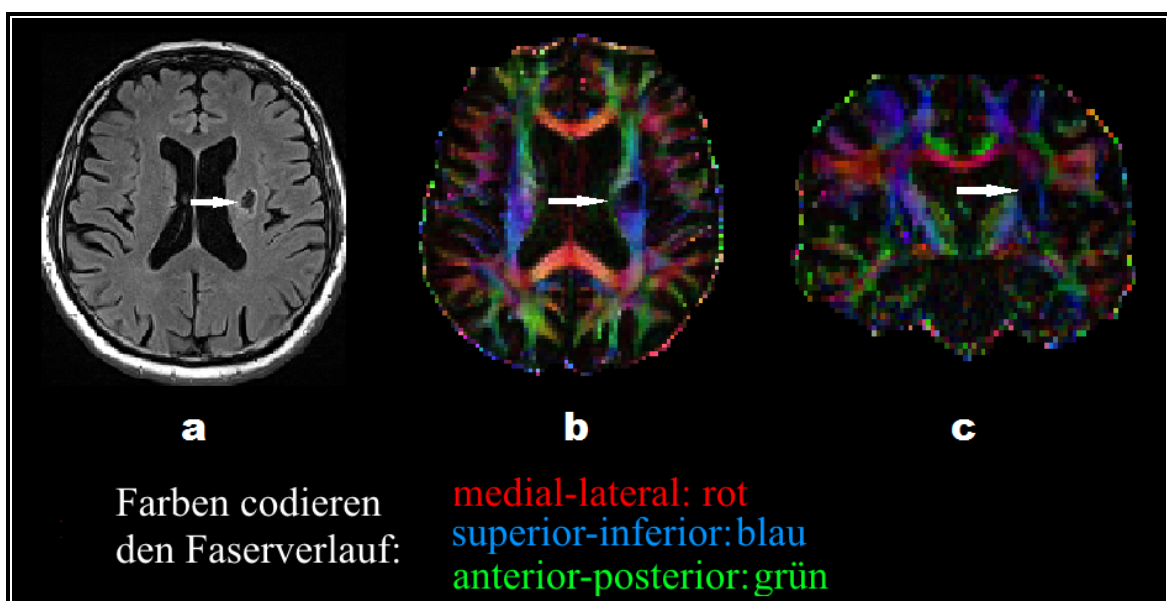 a
b
c
Farben codieren
den Faserverlauf:
medial-lateral: rot
superior-inferior: blau
anterior-posterior: grün